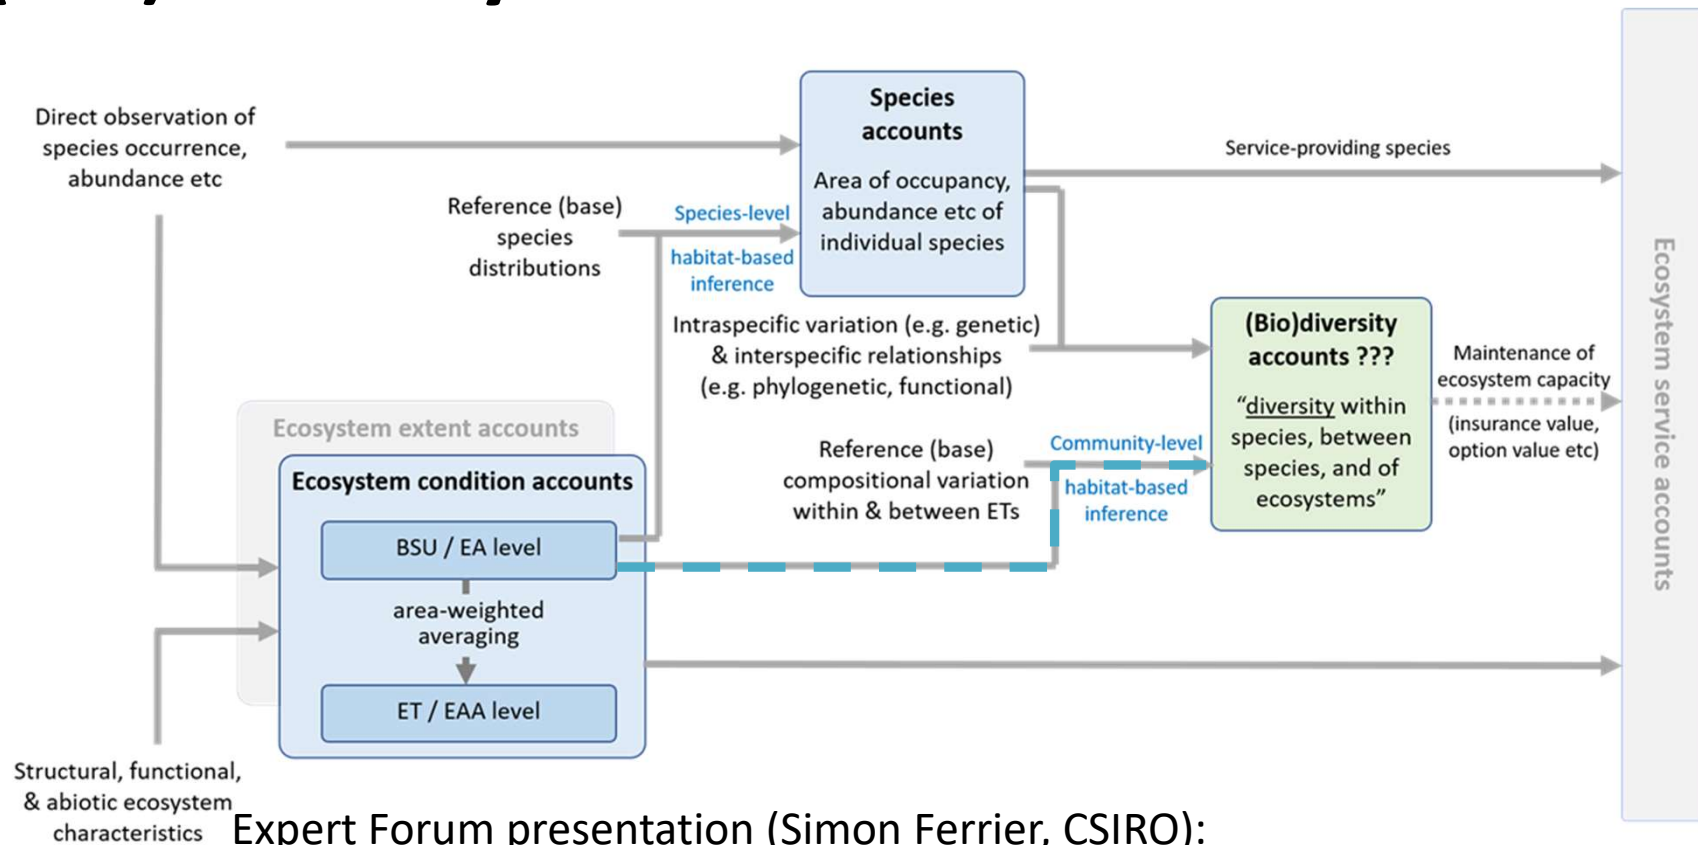 Direct observation of
species occurrence,
abundance etc
Species
accounts
Area of occupancy,
abundance etc of
individual species
Service-providing species
Reference (base)
species
distributions
Species-level
habitat-based
inference
Intraspecific variation (e.g. genetic)
& interspecific relationships
(e.g. phylogenetic, functional)
(Bio)diversity
accounts ???
“diversity within
species, between
species, and of
ecosystems”
Maintenance of
ecosystem capacity
(insurance value,
option value etc)
Ecosystem service accounts
Ecosystem extent accounts
Ecosystem condition accounts
BSU / EA level
area-weighted
averaging
ET / EAA level
Reference (base)
compositional variation
within & between ETs
Community-level
habitat-based
inference
Structural, functional,
& abiotic ecosystem
characteristics
Expert Forum presentation (Simon Ferrier, CSIRO):